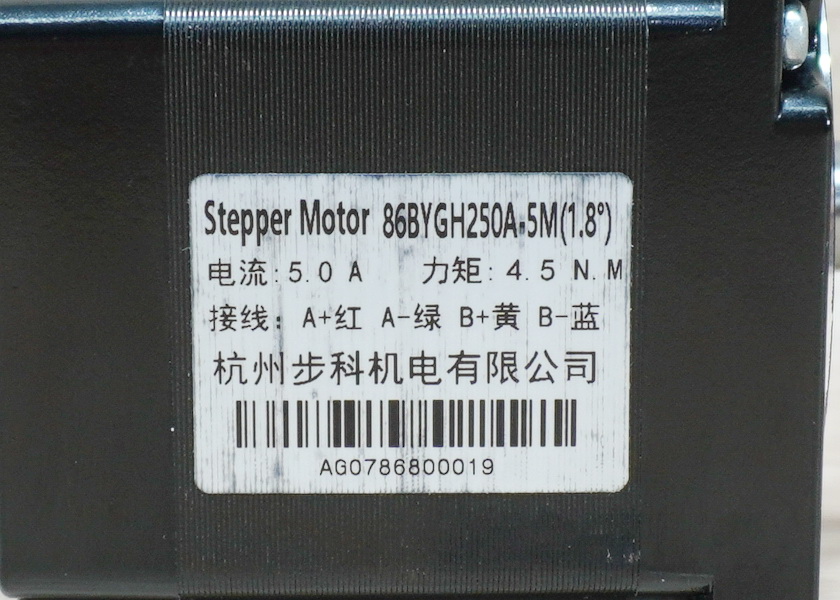 Stepper Motor 86BYGH250A-5M(1.8°)
电流:5.0 A 力矩: 4.5 N.M
接线: A+红 A-绿 B+黄 B-蓝
杭州步科机电有限公司
AG0786800019